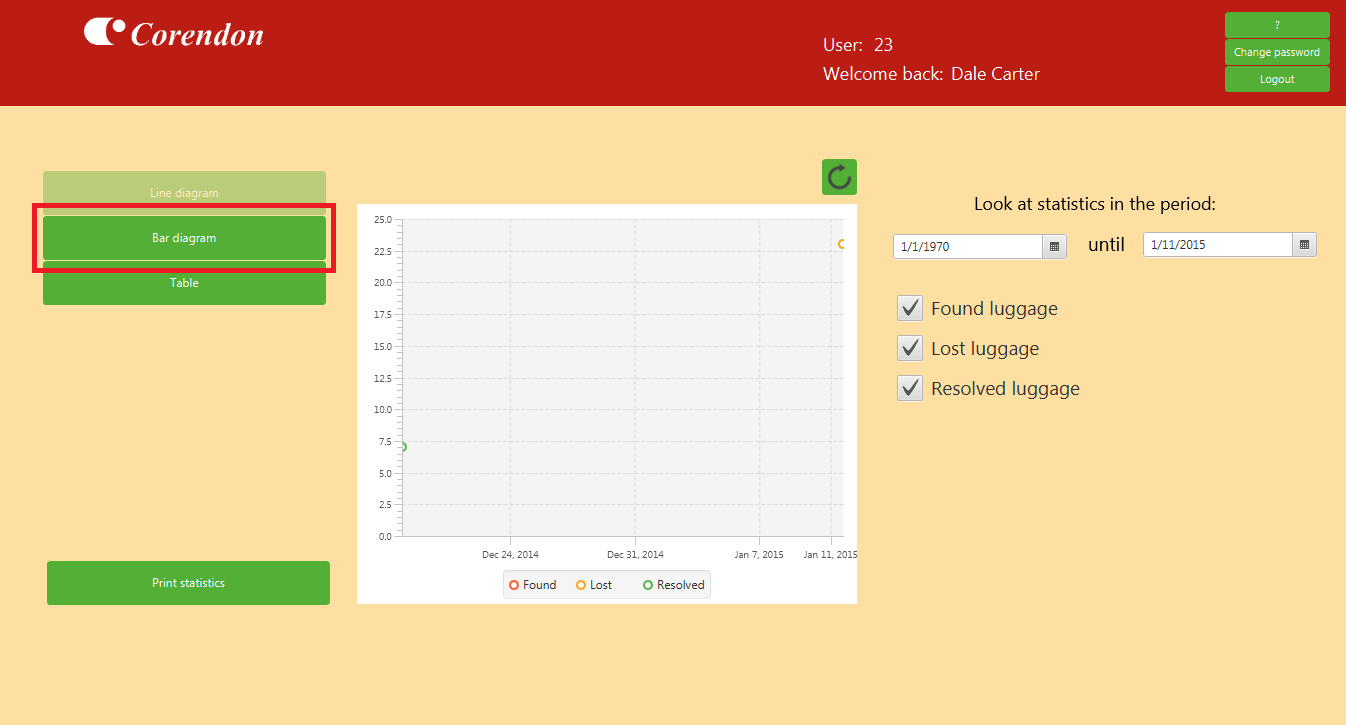 Corendon
User: 23
Welcome back: Dale Carter
?
Change password
Logout
Line diagram
Bar diagram
Table
Print statistics
25.0
22.5
20.0
17.5
15.0
12.5
10.0
7.5
5.0
2.5
0.0
Dec 24, 2014 Dec 31, 2014 Jan 7, 2015 Jan 11, 2015
Found Lost Resolved
Look at statistics in the period:
1/1/1970 until 1/11/2015
Found luggage
Lost luggage
Resolved luggage